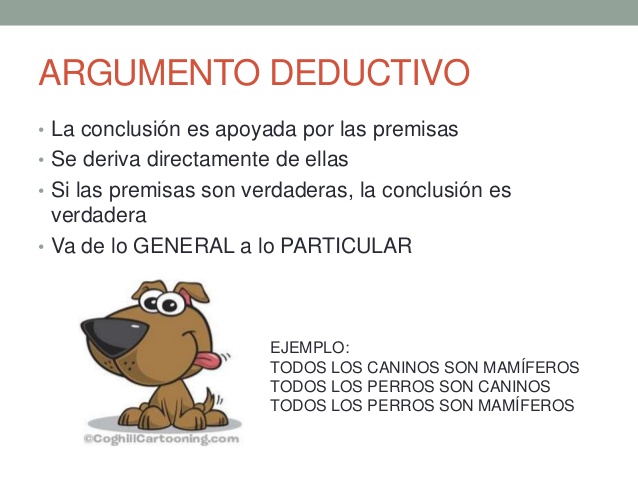 ARGUMENTO DEDUCTIVO
• La conclusión es apoyada por las premisas
• Se deriva directamente de ellas
• Si las premisas son verdaderas, la conclusión es
verdadera
• Va de lo GENERAL a lo PARTICULAR
EJEMPLO:
TODOS LOS CANINOS SON MAMÍFEROS
TODOS LOS PERROS SON CANINOS
TODOS LOS PERROS SON MAMÍFEROS
©CoghillCartooning.com